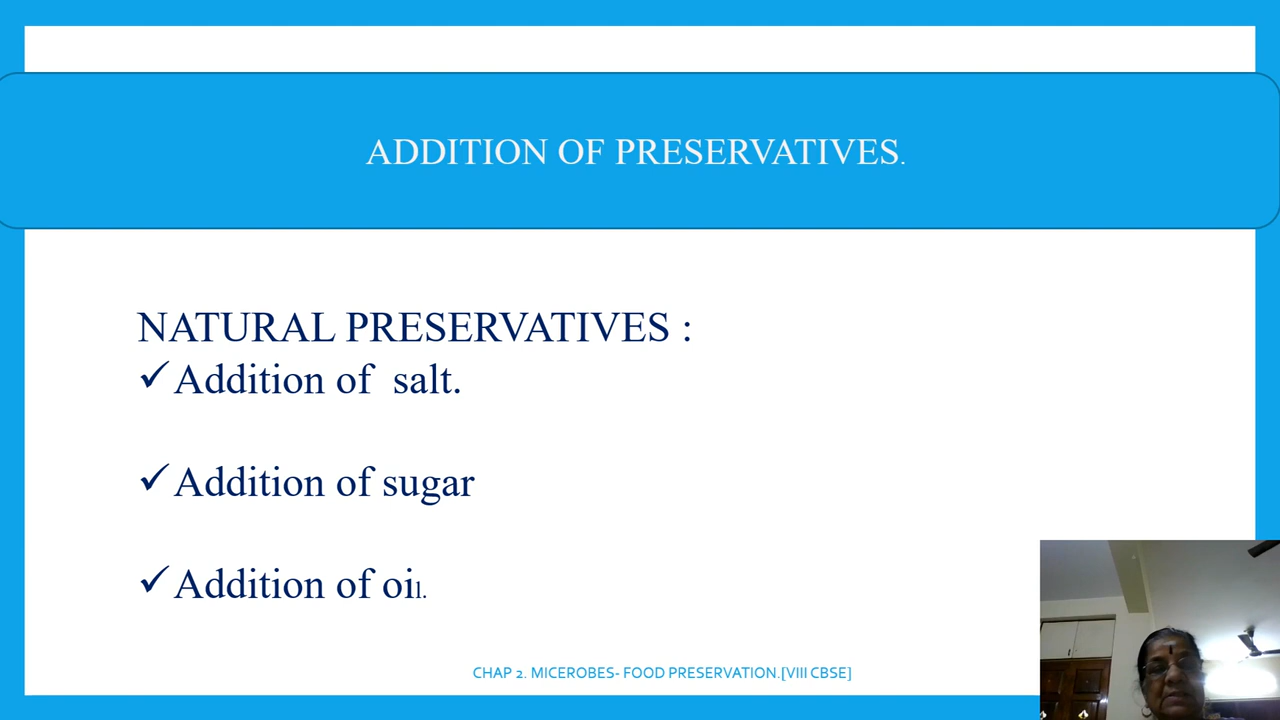 ADDITION OF PRESERVATIVES.
NATURAL PRESERVATIVES :
✓Addition of salt.
✓Addition of sugar
✓Addition of oil.
CHAP 2. MICEROBES- FOOD PRESERVATION.[VIII CBSE]